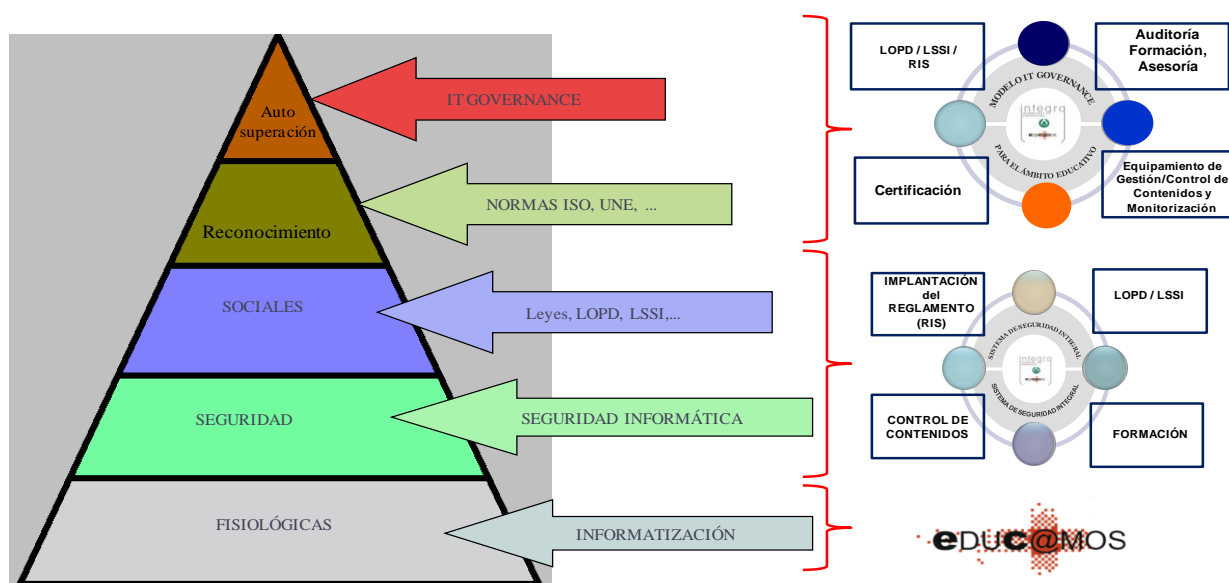 Auto
superación
Reconocimiento
SOCIALES
SEGURIDAD
FISIOLÓGICAS
IT GOVERNANCE
NORMAS ISO, UNE, ...
Leyes, LOPD, LSSI,...
SEGURIDAD INFORMÁTICA
INFORMATIZACIÓN
LOPD / LSSI /
RIS
Auditoría
Formación,
Asesoría
MODELO IT GOVERNANCE
integra
PARA EL ÁMBITO EDUCATIVO
Certificación
Equipamiento de
Gestión/Control de
Contenidos y
Monitorización
IMPLANTACIÓN
del
REGLAMENTO
(RIS)
LOPD / LSSI
SISTEMA DE SEGURIDAD INTEGRAL
integra
SISTEMA DE SEGURIDAD INTEGRAL
CONTROL DE
CONTENIDOS
FORMACIÓN
eDUC@MOS